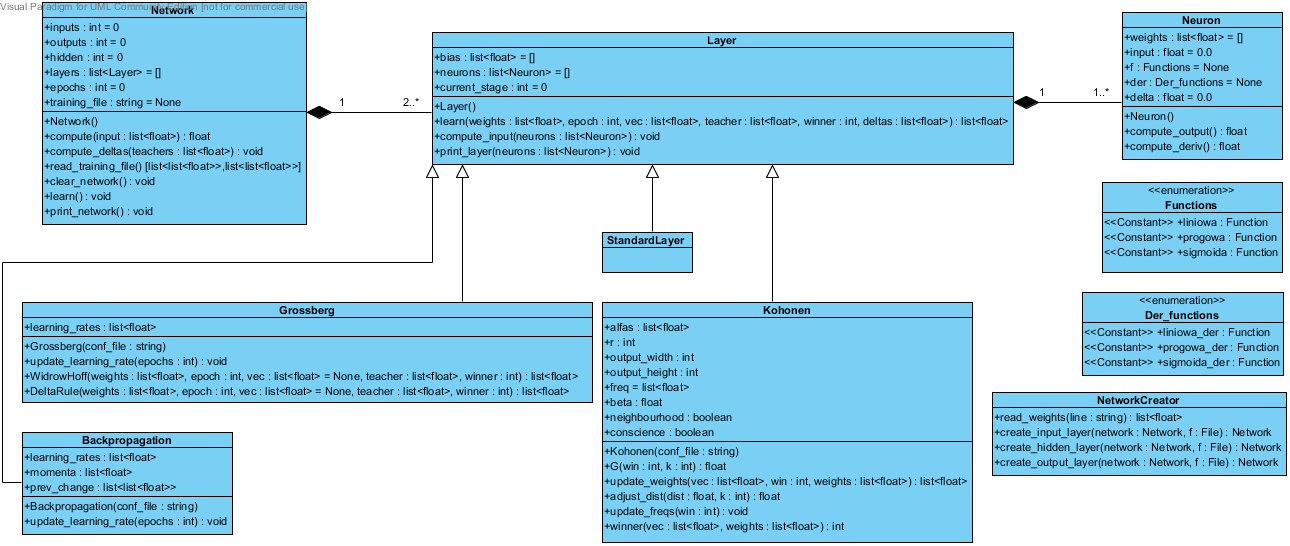 Visual Paradigm for UML Community Edition [not for commercial use]
Network
+inputs : int = 0
+outputs : int = 0
+hidden : int = 0
+layers : list<Layer> = []
+epochs : int = 0
+training_file : string = None
+Network()
+compute(input : list<float>) : float
+compute_deltas(teachers : list<float>) : void
+read_training_file() [list<list<float>>,list<list<float>>]
+clear_network() : void
+learn() : void
+print_network() : void
1
2..*
Layer
+bias : list<float> = []
+neurons : list<Neuron> = []
+current_stage : int = 0
+Layer()
+learn(weights : list<float>, epoch : int, vec : list<float>, teacher : list<float>, winner : int, deltas : list<float>) : list<float>
+compute_input(neurons : list<Neuron>) : void
+print_layer(neurons : list<Neuron>) : void
1
1..*
Neuron
+weights : list<float> = []
+input : float = 0.0
+f : Functions = None
+der : Der_functions = None
+delta : float = 0.0
+Neuron()
+compute_output() : float
+compute_deriv() : float
<<enumeration>>
Functions
<<Constant>> +liniowa : Function
<<Constant>> +progowa : Function
<<Constant>> +sigmoida : Function
StandardLayer
<<enumeration>>
Der_functions
<<Constant>> +liniowa_der : Function
<<Constant>> +progowa_der : Function
<<Constant>> +sigmoida_der : Function
Grossberg
+learning_rates : list<float>
+Grossberg(conf_file : string)
+update_learning_rate(epochs : int) : void
+WidrowHoff(weights : list<float>, epoch : int, vec : list<float> = None, teacher : list<float>, winner : int) : list<float>
+DeltaRule(weights : list<float>, epoch : int, vec : list<float> = None, teacher : list<float>, winner : int) : list<float>
Kohonen
+alfas : list<float>
+r : int
+output_width : int
+output_height : int
+freq = list<float>
+beta : float
+neighbourhood : boolean
+conscience : boolean
+Kohonen(conf_file : string)
+G(win : int, k : int) : float
+update_weights(vec : list<float>, win : int, weights : list<float>) : list<float>
+adjust_dist(dist : float, k : int) : float
+update_freqs(win : int) : void
+winner(vec : list<float>, weights : list<float>) : int
NetworkCreator
+read_weights(line : string) : list<float>
+create_input_layer(network : Network, f : File) : Network
+create_hidden_layer(network : Network, f : File) : Network
+create_output_layer(network : Network, f : File) : Network
Backpropagation
+learning_rates : list<float>
+momenta : list<float>
+prev_change : list<list<float>>
+Backpropagation(conf_file : string)
+update_learning_rate(epochs : int) : void